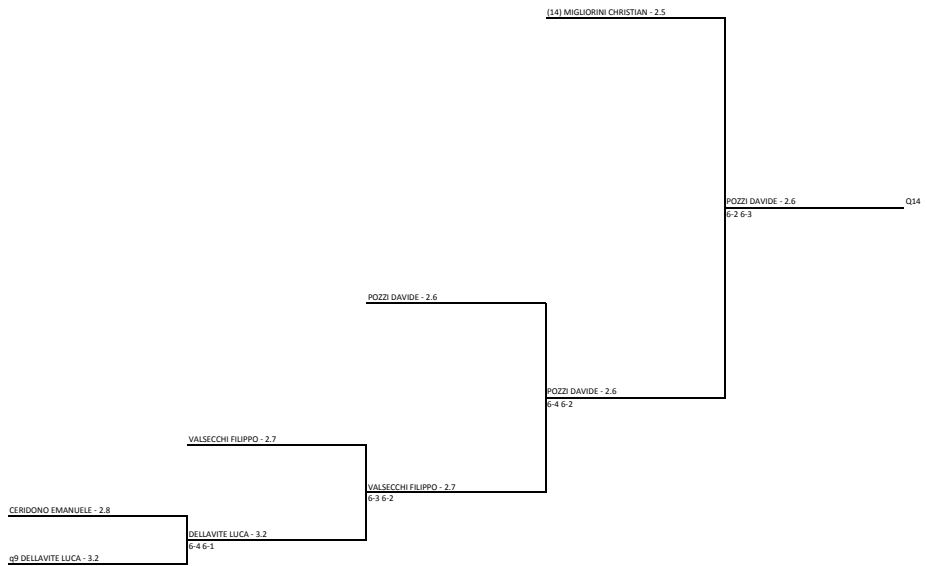 (14) MIGLIORINI CHRISTIAN - 2.5
POZZI DAVIDE - 2.6
Q14
6-2 6-3
POZZI DAVIDE - 2.6
POZZI DAVIDE - 2.6
6-4 6-2
VALSECCHI FILIPPO - 2.7
VALSECCHI FILIPPO - 2.7
6-3 6-2
CERIDONO EMANUELE - 2.8
DELLAVITE LUCA - 3.2
6-4 6-1
q9 DELLAVITE LUCA - 3.2